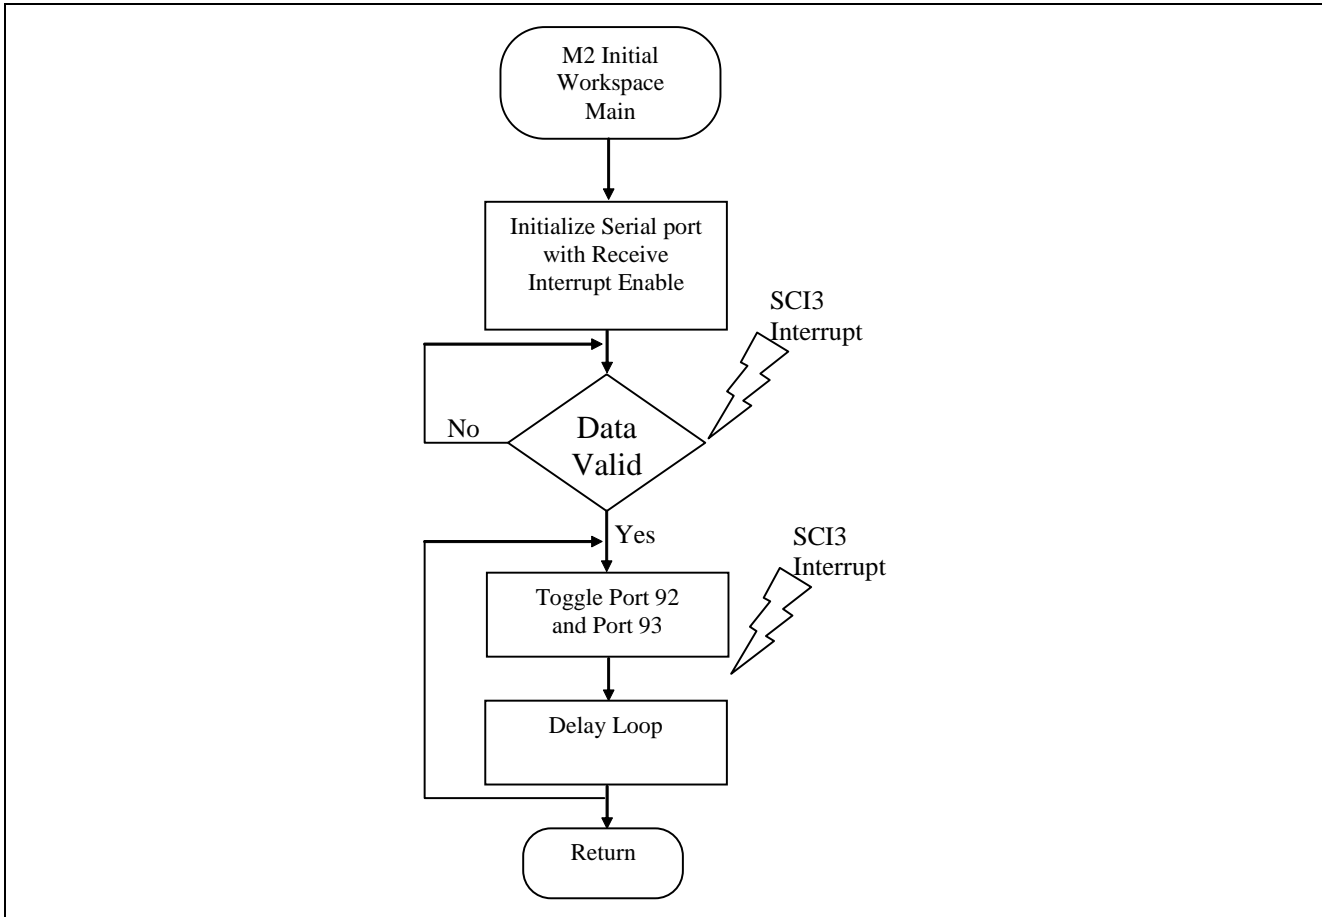 M2 Initial
Workspace
Main
Initialize Serial port
with Receive
Interrupt Enable
SCI3
Interrupt
No
Data
Valid
Yes
SCI3
Interrupt
Toggle Port 92
and Port 93
Delay Loop
Return